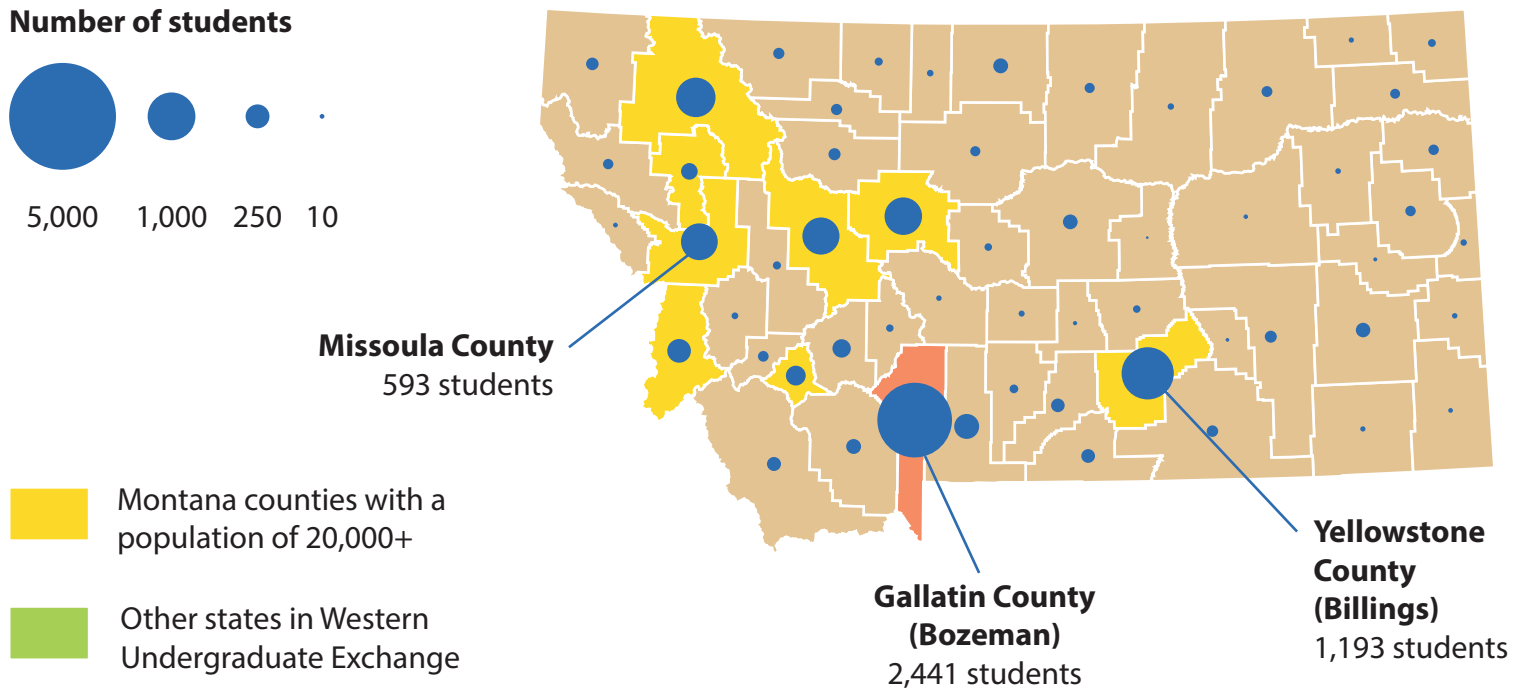 Number of students
5,000 1,000 250 10
Missoula County
593 students
Montana counties with a
population of 20,000+
Other states in Western
Undergraduate Exchange
Gallatin County
(Bozeman)
2,441 students
Yellowstone
County
(Billings)
1,193 students